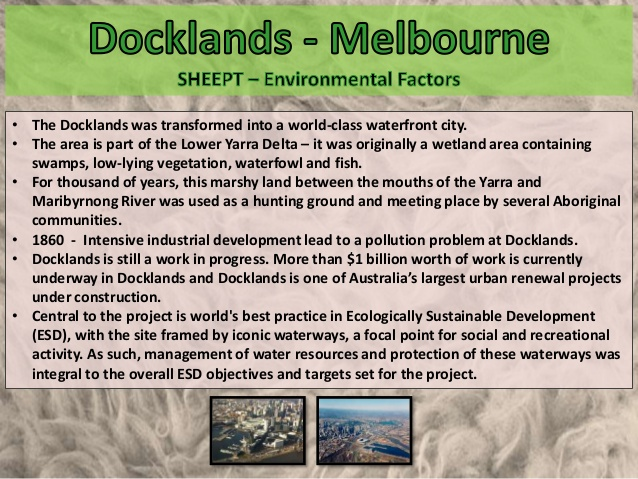 Docklands - Melbourne
SHEEPT – Environmental Factors
• The Docklands was transformed into a world-class waterfront city.
• The area is part of the Lower Yarra Delta – it was originally a wetland area containing
swamps, low-lying vegetation, waterfowl and fish.
• For thousand of years, this marshy land between the mouths of the Yarra and
Maribyrnong River was used as a hunting ground and meeting place by several Aboriginal
communities.
• 1860 - Intensive industrial development lead to a pollution problem at Docklands.
• Docklands is still a work in progress. More than $1 billion worth of work is currently
underway in Docklands and Docklands is one of Australia’s largest urban renewal projects
under construction.
• Central to the project is world's best practice in Ecologically Sustainable Development
(ESD), with the site framed by iconic waterways, a focal point for social and recreational
activity. As such, management of water resources and protection of these waterways was
integral to the overall ESD objectives and targets set for the project.